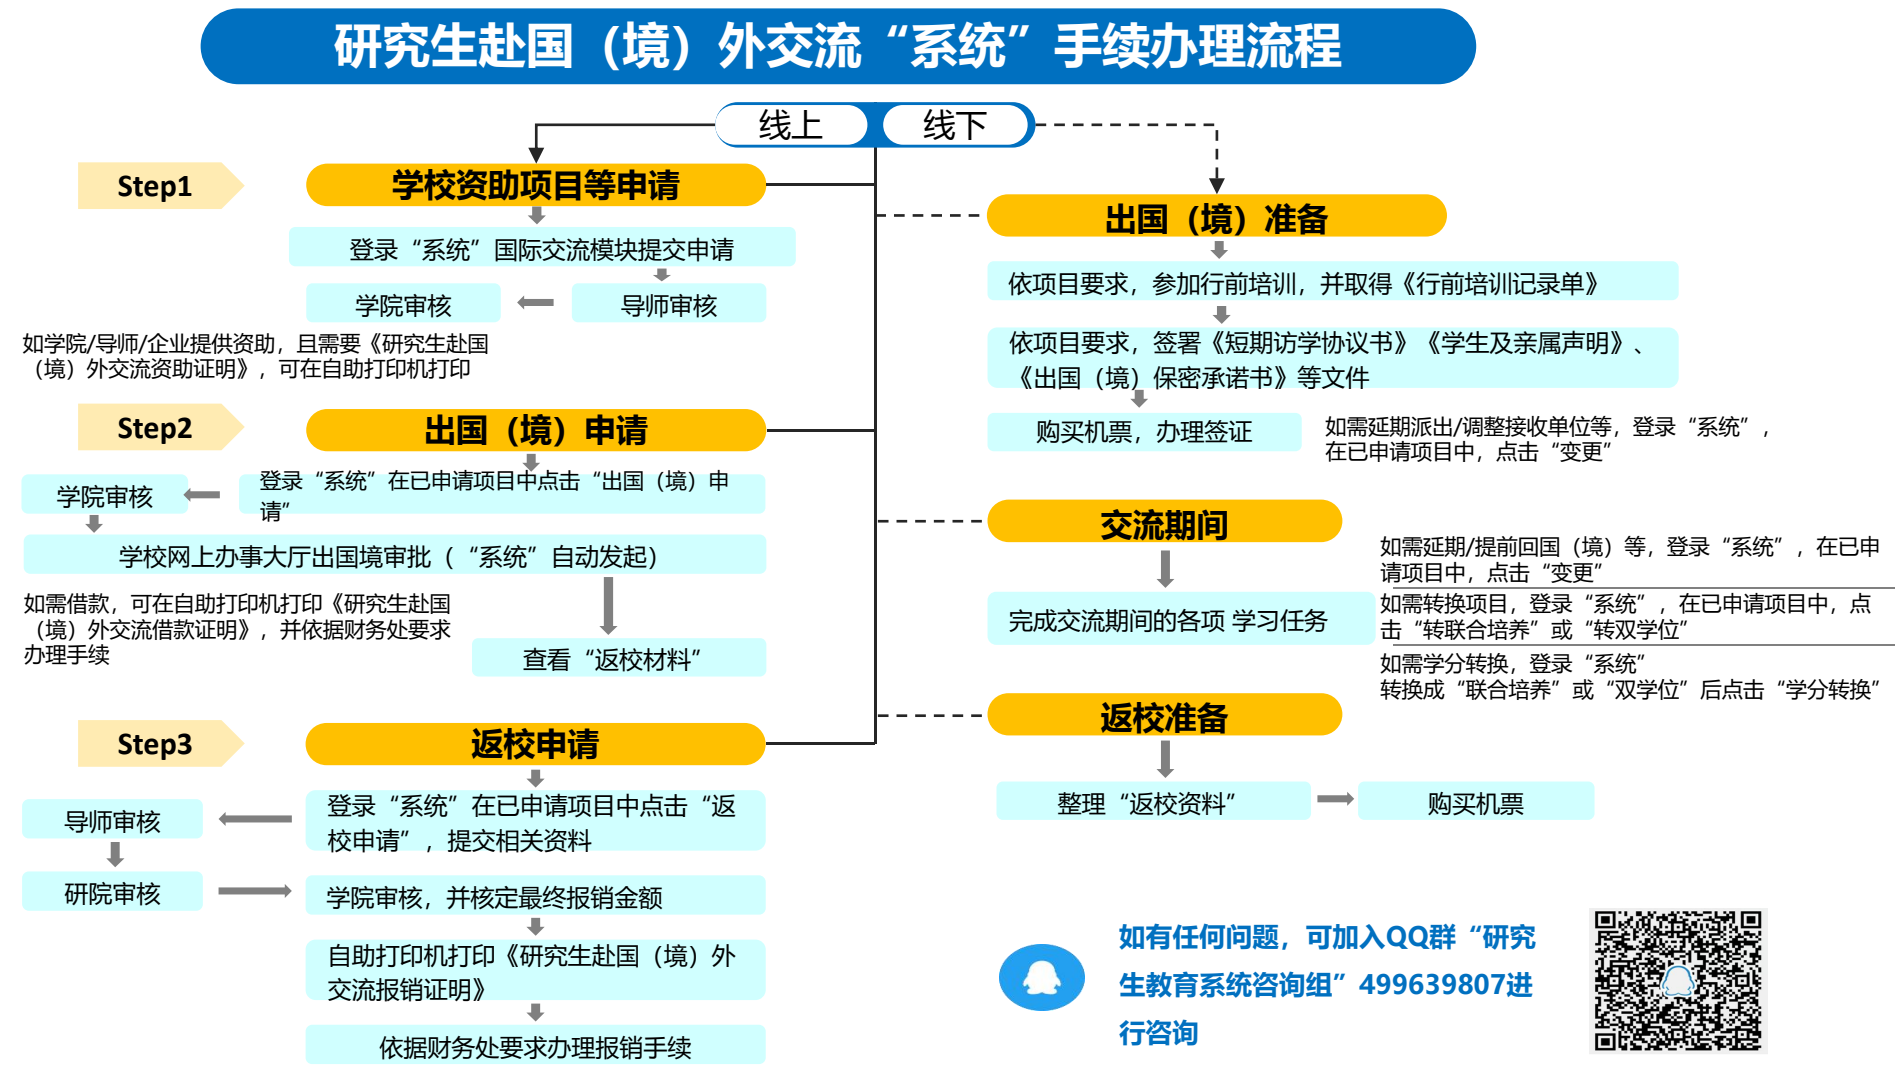 研究生赴国（境）外交流“系统”手续办理流程
线上
线下
Step1
学校资助项目等申请
登录“系统”国际交流模块提交申请
学院审核
导师审核
如学院/导师/企业提供资助，且需要《研究生赴国
（境）外交流资助证明》，可在自助打印机打印
Step2
出国（境）申请
登录“系统”在已申请项目中点击“出国（境）申
请”
学院审核
学校网上办事大厅出国境审批（“系统”自动发起）
如需借款，可在自助打印机打印《研究生赴国
（境）外交流借款证明》，并依据财务处要求
办理手续
查看“返校材料”
Step3
返校申请
登录“系统”在已申请项目中点击“返
校申请”，提交相关资料
导师审核
研院审核
学院审核，并核定最终报销金额
自助打印机打印《研究生赴国（境）外
交流报销证明》
依据财务处要求办理报销手续
出国（境）准备
依项目要求，参加行前培训，并取得《行前培训记录单》
依项目要求，签署《短期访学协议书》《学生及亲属声明》、
《出国（境）保密承诺书》等文件
购买机票，办理签证
如需延期派出/调整接收单位等，登录“系统”，
在已申请项目中，点击“变更”
交流期间
完成交流期间的各项 学习任务
如需延期/提前回国（境）等，登录“系统”，在已申
请项目中，点击“变更”
如需转换项目，登录“系统”，在已申请项目中，点
击“转联合培养”或“转双学位”
如需学分转换，登录“系统”
转换成“联合培养”或“双学位”后点击“学分转换”
返校准备
整理“返校资料”
购买机票
如有任何问题，可加入QQ群“研究
生教育系统咨询组”499639807进
行咨询